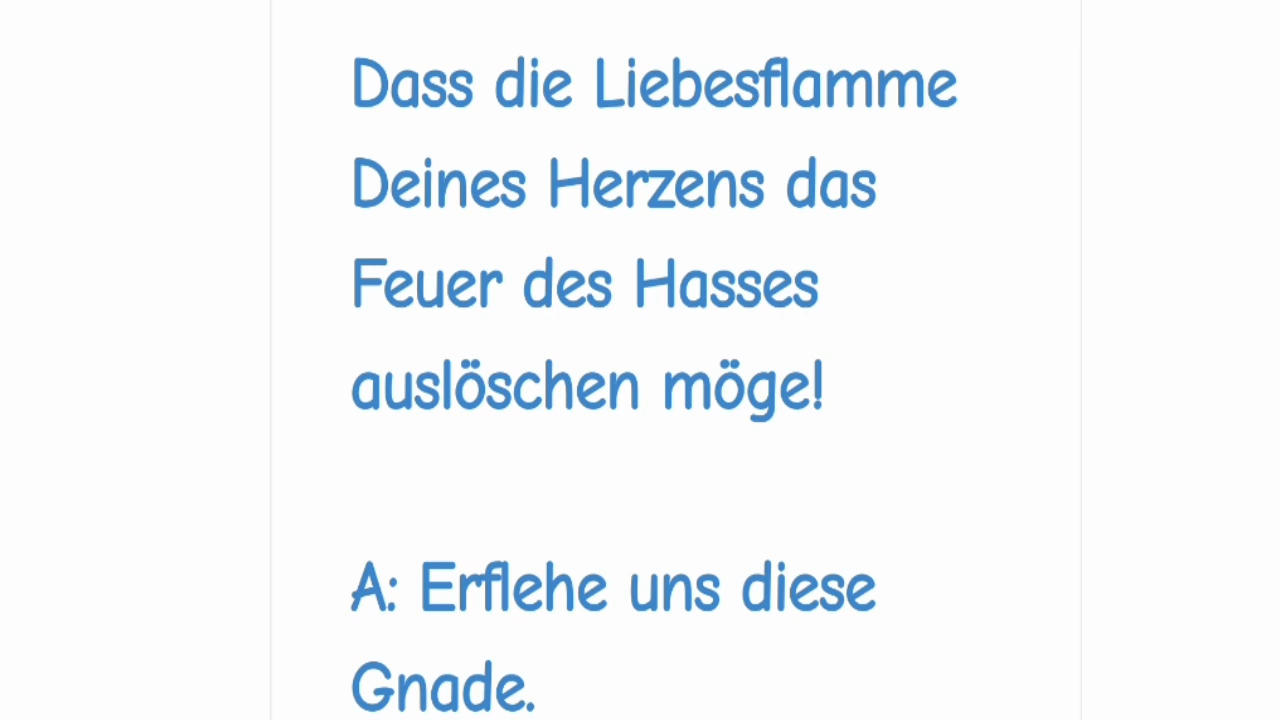 Dass die Liebesflamme
Deines Herzens das
Feuer des Hasses
auslöschen möge!
A: Erflehe uns diese
Gnade.